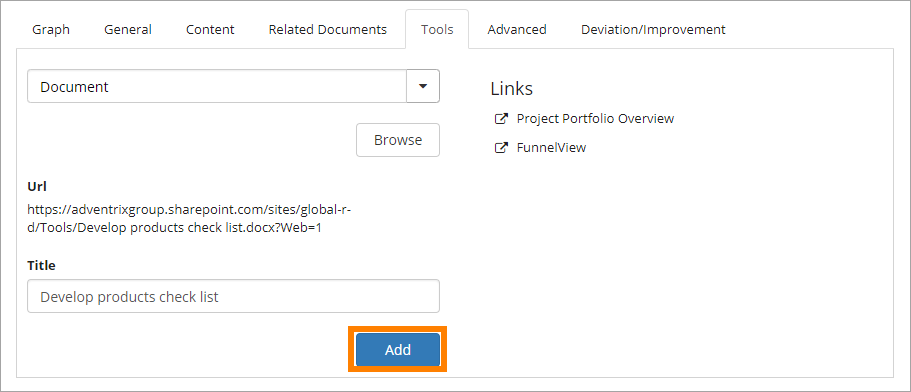 Graph General Content Related Documents Tools Advanced Deviation/Improvement
Document
Browse
Url
https://adventrixgroup.sharepoint.com/sites/global-r-
d/Tools/Develop products check list.docx?Web=1
Title
Develop products check list
Add
Links
Project Portfolio Overview
FunnelView